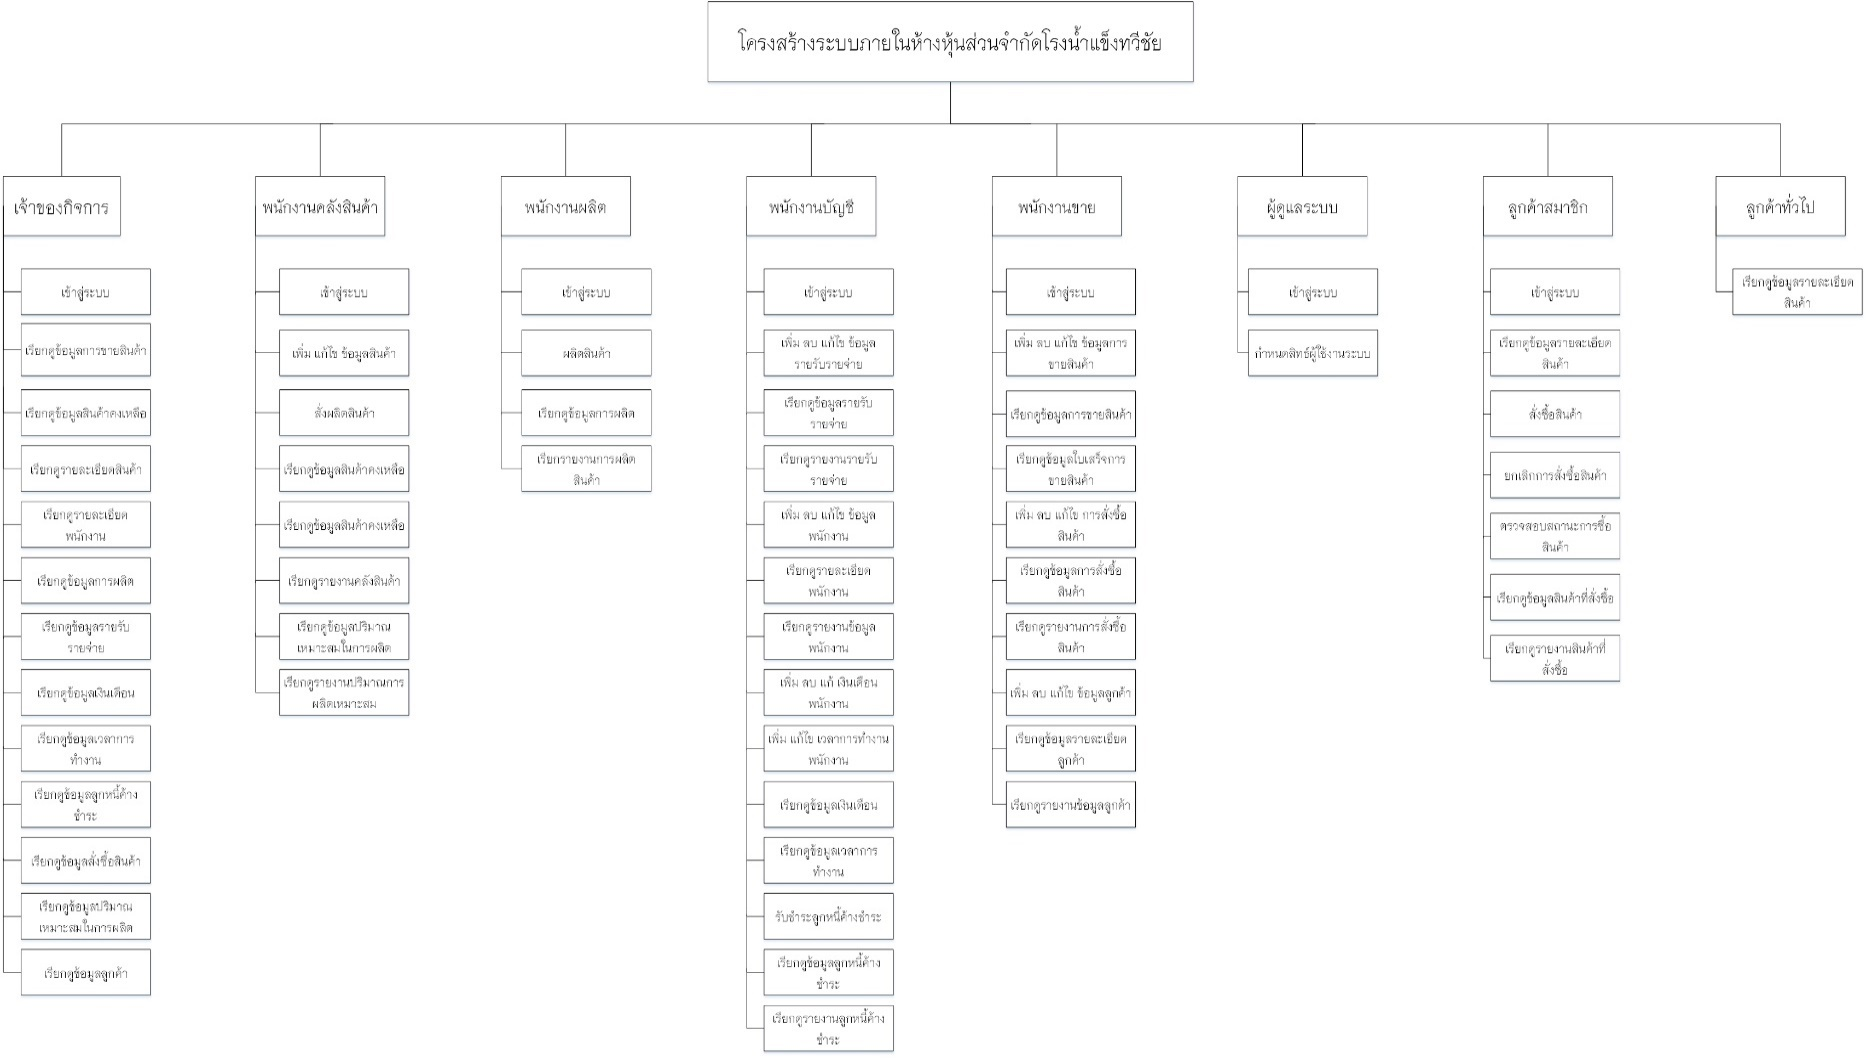 โครงสร้างระบบภายในห้างหุ้นส่วนจำกัดโรงน้ำแข็งทวีชัย
เจ้าของกิจการ
เข้าสู่ระบบ
เรียกดูข้อมูลการขายสินค้า
เรียกดูข้อมูลสินค้าคงเหลือ
เรียกดูรายละเอียดสินค้า
เรียกดูรายละเอียด
พนักงาน
เรียกดูข้อมูลการผลิต
เรียกดูข้อมูลรายรับ
รายจ่าย
เรียกดูข้อมูลเงินเดือน
เรียกดูข้อมูลเวลาการ
ทำงาน
เรียกดูข้อมูลลูกหนี้ค้าง
ชำระ
เรียกดูข้อมูลสั่งซื้อสินค้า
เรียกดูข้อมูลปริมาณ
เหมาะสมในการผลิต
เรียกดูข้อมูลลูกค้า
พนักงานคลังสินค้า
เข้าสู่ระบบ
เพิ่ม แก้ไข ข้อมูลสินค้า
สั่งผลิตสินค้า
เรียกดูข้อมูลสินค้าคงเหลือ
เรียกดูข้อมูลสินค้าคงเหลือ
เรียกดูรายงานคลังสินค้า
เรียกดูข้อมูลปริมาณ
เหมาะสมในการผลิต
เรียกดูรายงานปริมาณการ
ผลิตเหมาะสม
พนักงานผลิต
เข้าสู่ระบบ
ผลิตสินค้า
เรียกดูข้อมูลการผลิต
เรียกรายงานการผลิต
สินค้า
พนักงานบัญชี
เข้าสู่ระบบ
เพิ่ม ลบ แก้ไข ข้อมูล
รายรับรายจ่าย
เรียกดูข้อมูลรายรับ
รายจ่าย
เรียกดูรายงานรายรับ
รายจ่าย
เพิ่ม ลบ แก้ไข ข้อมูล
พนักงาน
เรียกดูรายละเอียด
พนักงาน
เรียกดูรายงานข้อมูล
พนักงาน
เพิ่ม ลบ แก้ เงินเดือน
พนักงาน
เพิ่ม แก้ไข เวลาการทำงาน
พนักงาน
เรียกดูข้อมูลเงินเดือน
เรียกดูข้อมูลเวลาการ
ทำงาน
รับชำระลูกหนี้ค้างชำระ
เรียกดูข้อมูลลูกหนี้ค้าง
ชำระ
เรียกดูรายงานลูกหนี้ค้าง
ชำระ
พนักงานขาย
เข้าสู่ระบบ
เพิ่ม ลบ แก้ไข ข้อมูลการ
ขายสินค้า
เรียกดูข้อมูลการขายสินค้า
เรียกดูข้อมูลใบเสร็จการ
ขายสินค้า
เพิ่ม ลบ แก้ไข การสั่งซื้อ
สินค้า
เรียกดูข้อมูลการสั่งซื้อ
สินค้า
เรียกดูรายงานการสั่งซื้อ
สินค้า
เพิ่ม ลบ แก้ไข ข้อมูลลูกค้า
เรียกดูข้อมูลรายละเอียด
ลูกค้า
เรียกดูรายงานข้อมูลลูกค้า
ผู้ดูแลระบบ
เข้าสู่ระบบ
กำหนดสิทธ์ผู้ใช้งานระบบ
ลูกค้าสมาชิก
เข้าสู่ระบบ
เรียกดูข้อมูลรายละเอียด
สินค้า
สั่งซื้อสินค้า
ยกเลิกการสั่งซื้อสินค้า
ตรวจสอบสถานะการซื้อ
สินค้า
เรียกดูข้อมูลสินค้าที่สั่งซื้อ
เรียกดูรายงานสินค้าที่
สั่งซื้อ
ลูกค้าทั่วไป
เรียกดูข้อมูลรายละเอียด
สินค้า